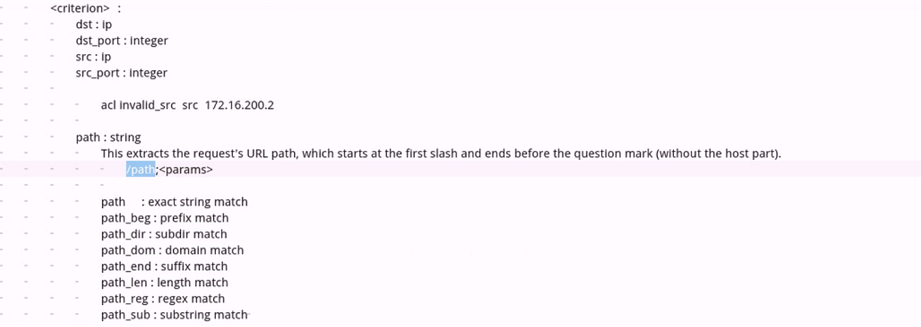 <criterion> :
dst : ip
dst_port : integer
src : ip
src_port : integer
acl invalid_src src 172.16.200.2
path : string
This extracts the request's URL path, which starts at the first slash and ends before the question mark (without the host part).
/path;<params>
path : exact string match
path_beg : prefix match
path_dir : subdir match
path_dom : domain match
path_end : suffix match
path_len : length match
path_reg : regex match
path_sub : substring match